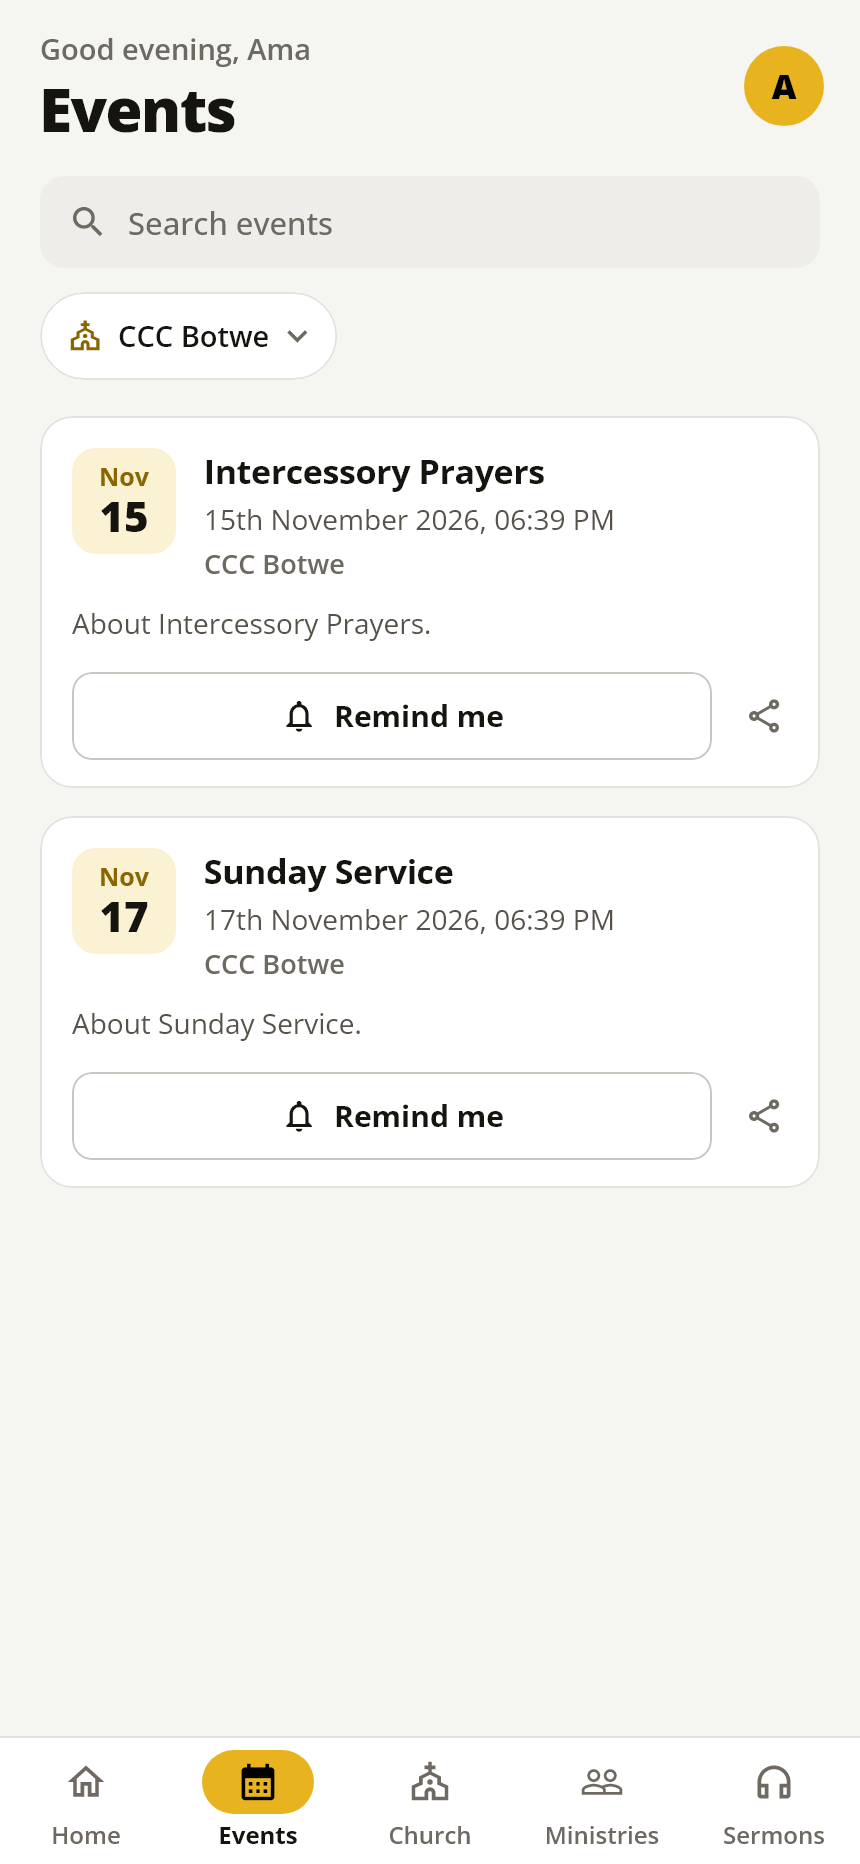 Good evening, Ama
Events
A
Search events
CCC Botwe
Nov
15
Intercessory Prayers
15th November 2026, 06:39 PM
CCC Botwe
About Intercessory Prayers.
Remind me
Nov
17
Sunday Service
17th November 2026, 06:39 PM
CCC Botwe
About Sunday Service.
Remind me
Home
Events
Church
Ministries
Sermons